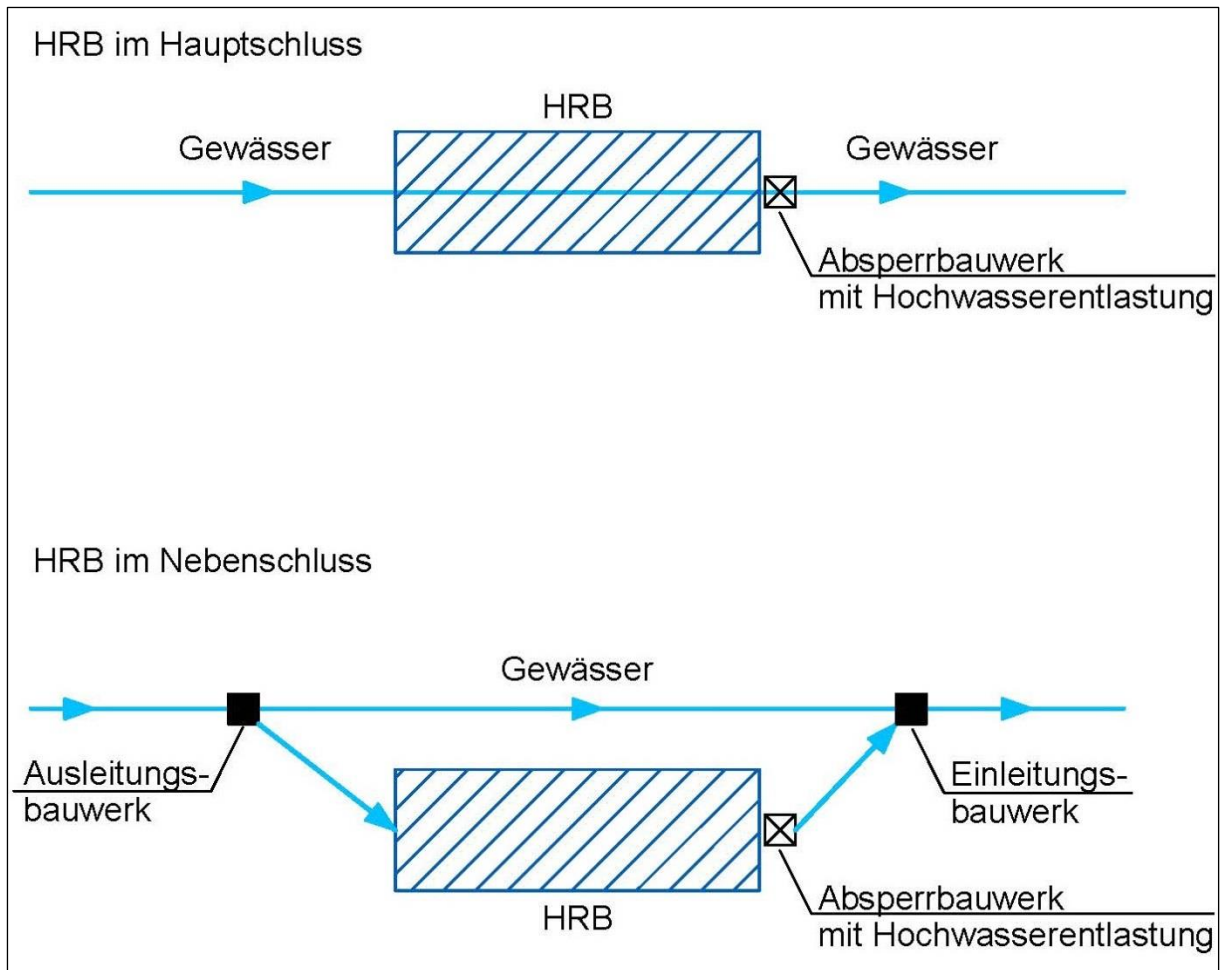 HRB im Hauptschluss
HRB
Gewässer
Gewässer
Absperrbauwerk
mit Hochwasserentlastung
HRB im Nebenschluss
Gewässer
Ausleitungs-
bauwerk
Einleitungs-
bauwerk
HRB
Absperrbauwerk
mit Hochwasserentlastung